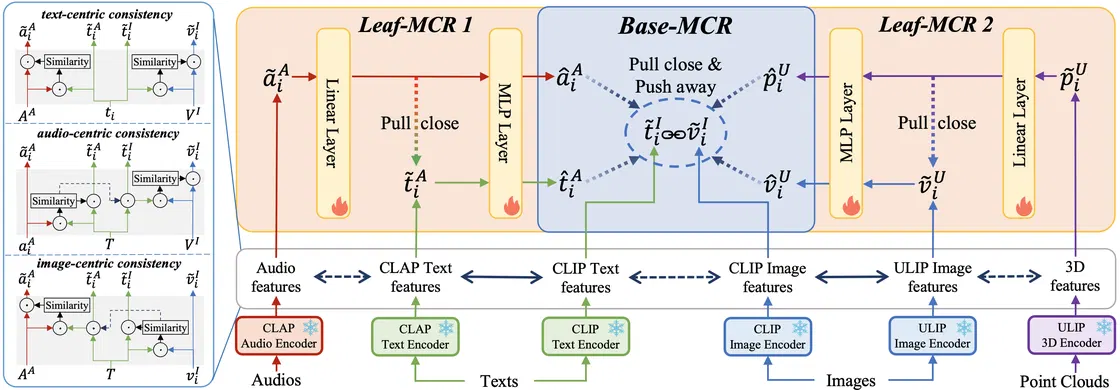 text-centric consistency
ã_i^A t̃_i^A t̃_i^I ṽ_i^I
Similarity Similarity
A^A t_i V^I
audio-centric consistency
ã_i^A t̃_i^A t̃_i^I ṽ_i^I
Similarity Similarity
a_i^A T V^I
image-centric consistency
ã_i^A t̃_i^A t̃_i^I ṽ_i^I
Similarity Similarity
A^A T v_i^I
Leaf-MCR 1 Base-MCR Leaf-MCR 2
ã_i^A Linear Layer MLP Layer â_i^A
Pull close
t̃_i^A t̂_i^A
Pull close &
Push away
t̃_i^I ṽ_i^I
p̂_i^U MLP Layer Linear Layer p̃_i^U
Pull close
v̂_i^U ṽ_i^U
Audio
features
CLAP Text
features
CLIP Text
features
CLIP Image
features
ULIP Image
features
3D
features
CLAP
Audio Encoder
CLAP
Text Encoder
CLIP
Text Encoder
CLIP
Image Encoder
ULIP
Image Encoder
ULIP
3D Encoder
Audios Texts Images Point Clouds